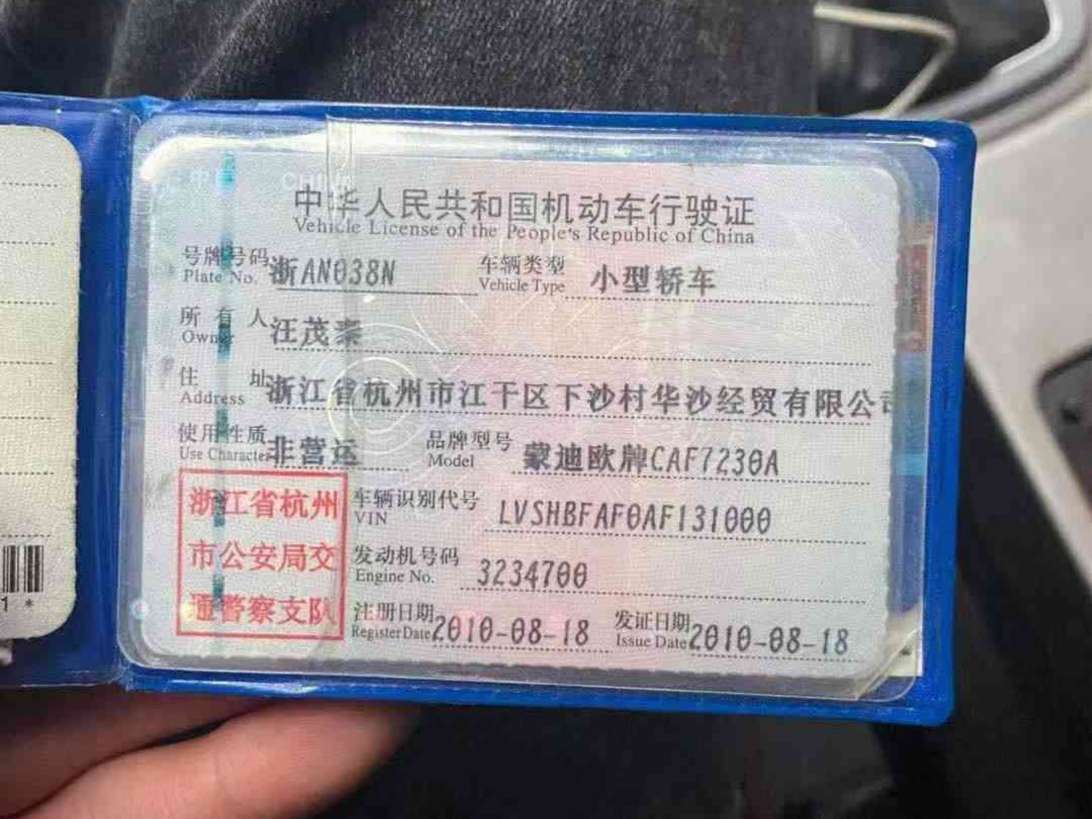 中华人民共和国机动车行驶证
Vehicle License of the People's Republic of China
号牌号码 浙AN038N 车辆类型 小型轿车
Plate No. Vehicle Type
所有人 汪茂泰
Owner
住址 浙江省杭州市江干区下沙村华沙经贸有限公司
Address
使用性质 非营运 品牌型号 蒙迪欧牌CAF7230A
Use Character Model
浙江省杭州
市公安局交
通警察支队
车辆识别代号 LVSHBFAF0AF131000
VIN
发动机号码 3234700
Engine No.
注册日期 2010-08-18 发证日期 2010-08-18
Register Date Issue Date
1*